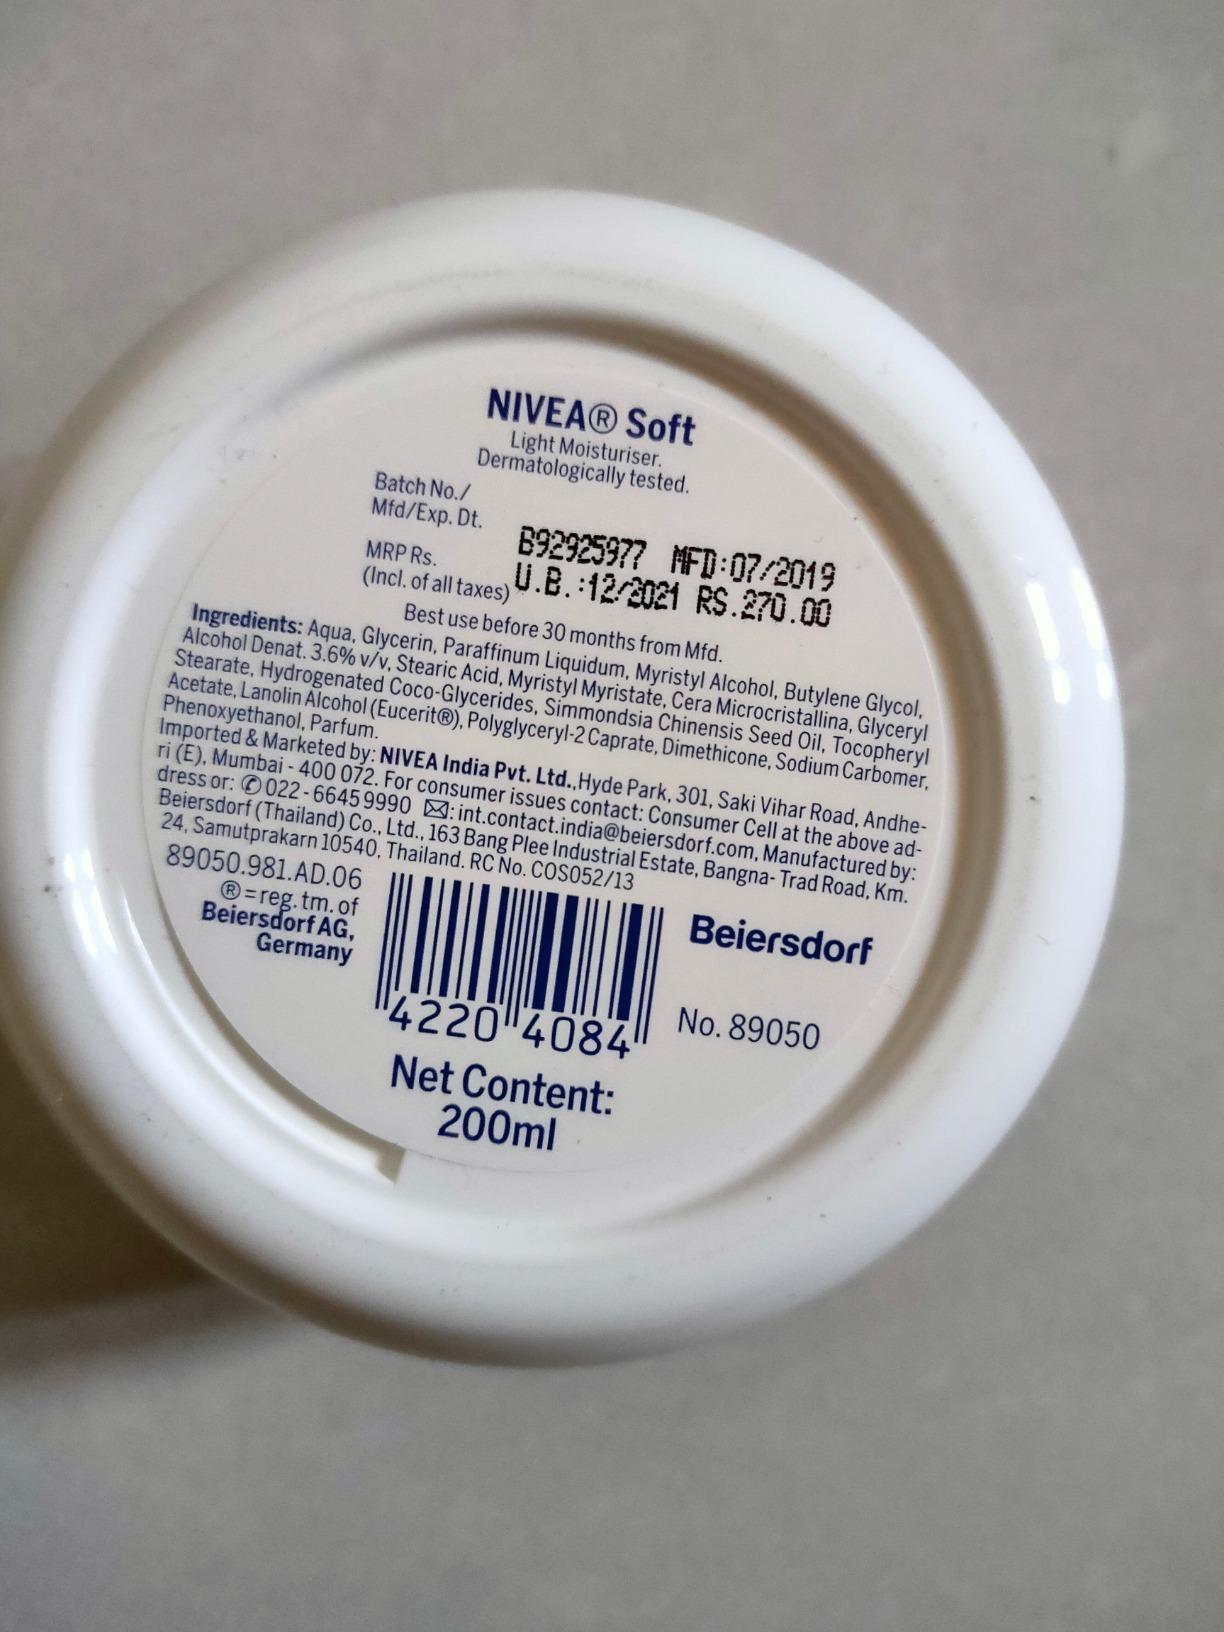 NIVEA® Soft
Light Moisturiser.
Dermatologically tested.
Batch No./
Mfd/Exp. Dt.
B92925977 MFD:07/2019
MRP Rs.
(Incl. of all taxes)
U.B.:12/2021 RS.270.00
Best use before 30 months from Mfd.
Ingredients: Aqua, Glycerin, Paraffinum Liquidum, Myristyl Alcohol, Butylene Glycol,
Alcohol Denat. 3.6% v/v, Stearic Acid, Myristyl Myristate, Cera Microcristallina, Glyceryl
Stearate, Hydrogenated Coco-Glycerides, Simmondsia Chinensis Seed Oil, Tocopheryl
Acetate, Lanolin Alcohol (Eucerit®), Polyglyceryl-2 Caprate, Dimethicone, Sodium Carbomer,
Phenoxyethanol, Parfum.
Imported & Marketed by: NIVEA India Pvt. Ltd., Hyde Park, 301, Saki Vihar Road, Andhe-
ri (E), Mumbai - 400 072. For consumer issues contact: Consumer Cell at the above ad-
dress or: ✆ 022 - 6645 9990 ✉: int.contact.india@beiersdorf.com, Manufactured by:
Beiersdorf (Thailand) Co., Ltd., 163 Bang Plee Industrial Estate, Bangna- Trad Road, Km.
24, Samutprakarn 10540, Thailand. RC No. COS052/13
89050.981.AD.06
® = reg. tm. of
Beiersdorf AG,
Germany
Beiersdorf
No. 89050
4220 4084
Net Content:
200ml